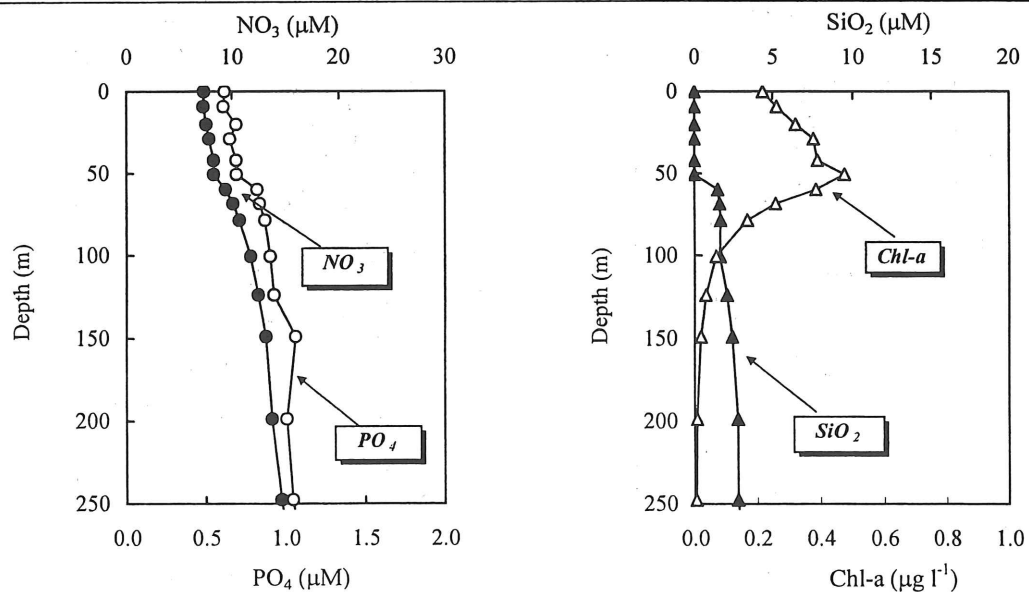 NO3 (μM)
0 10 20 30
0
50
100
150
200
250
Depth (m)
NO3
PO4
0.0 0.5 1.0 1.5 2.0
PO4 (μM)
SiO2 (μM)
0 5 10 15 20
0
50
100
150
200
250
Depth (m)
Chl-a
SiO2
0.0 0.2 0.4 0.6 0.8 1.0
Chl-a (μg l⁻¹)